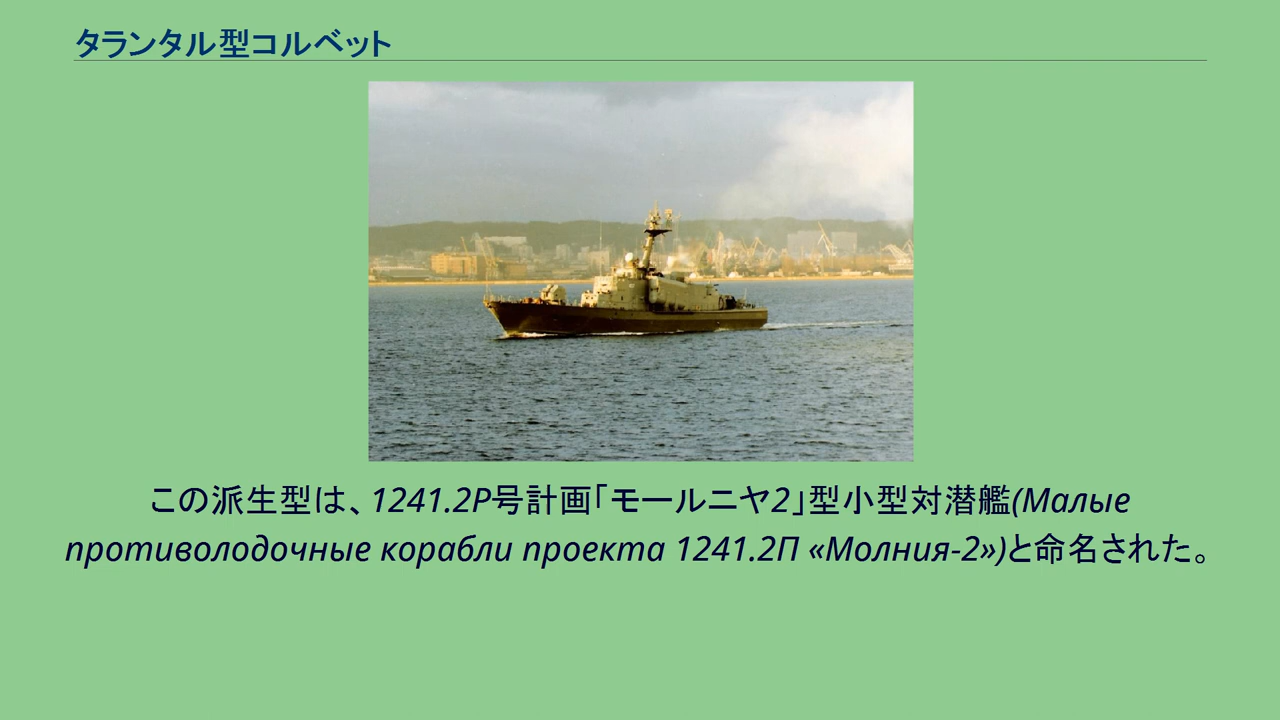 タランタル型コルベット
この派生型は、1241.2P号計画「モールニヤ2」型小型対潜艦(Малые
противолодочные корабли проекта 1241.2П «Молния-2»)と命名された。